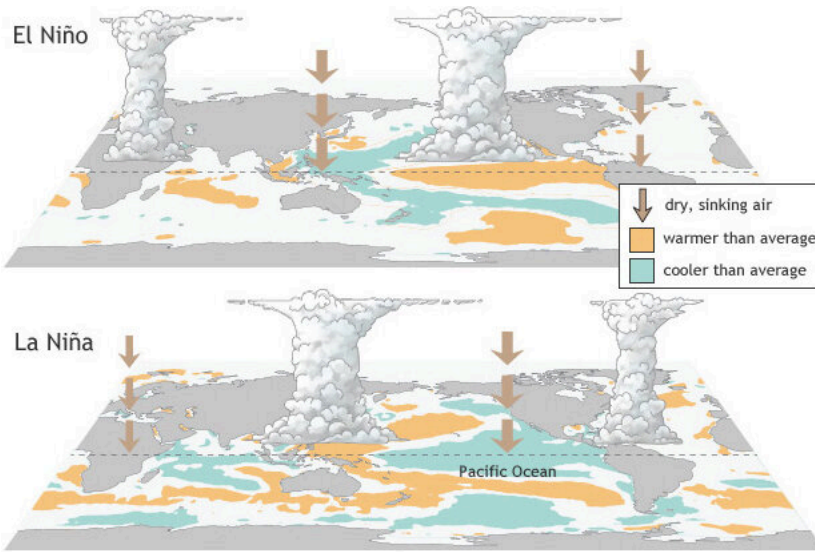 El Niño
dry, sinking air
warmer than average
cooler than average
La Niña
Pacific Ocean